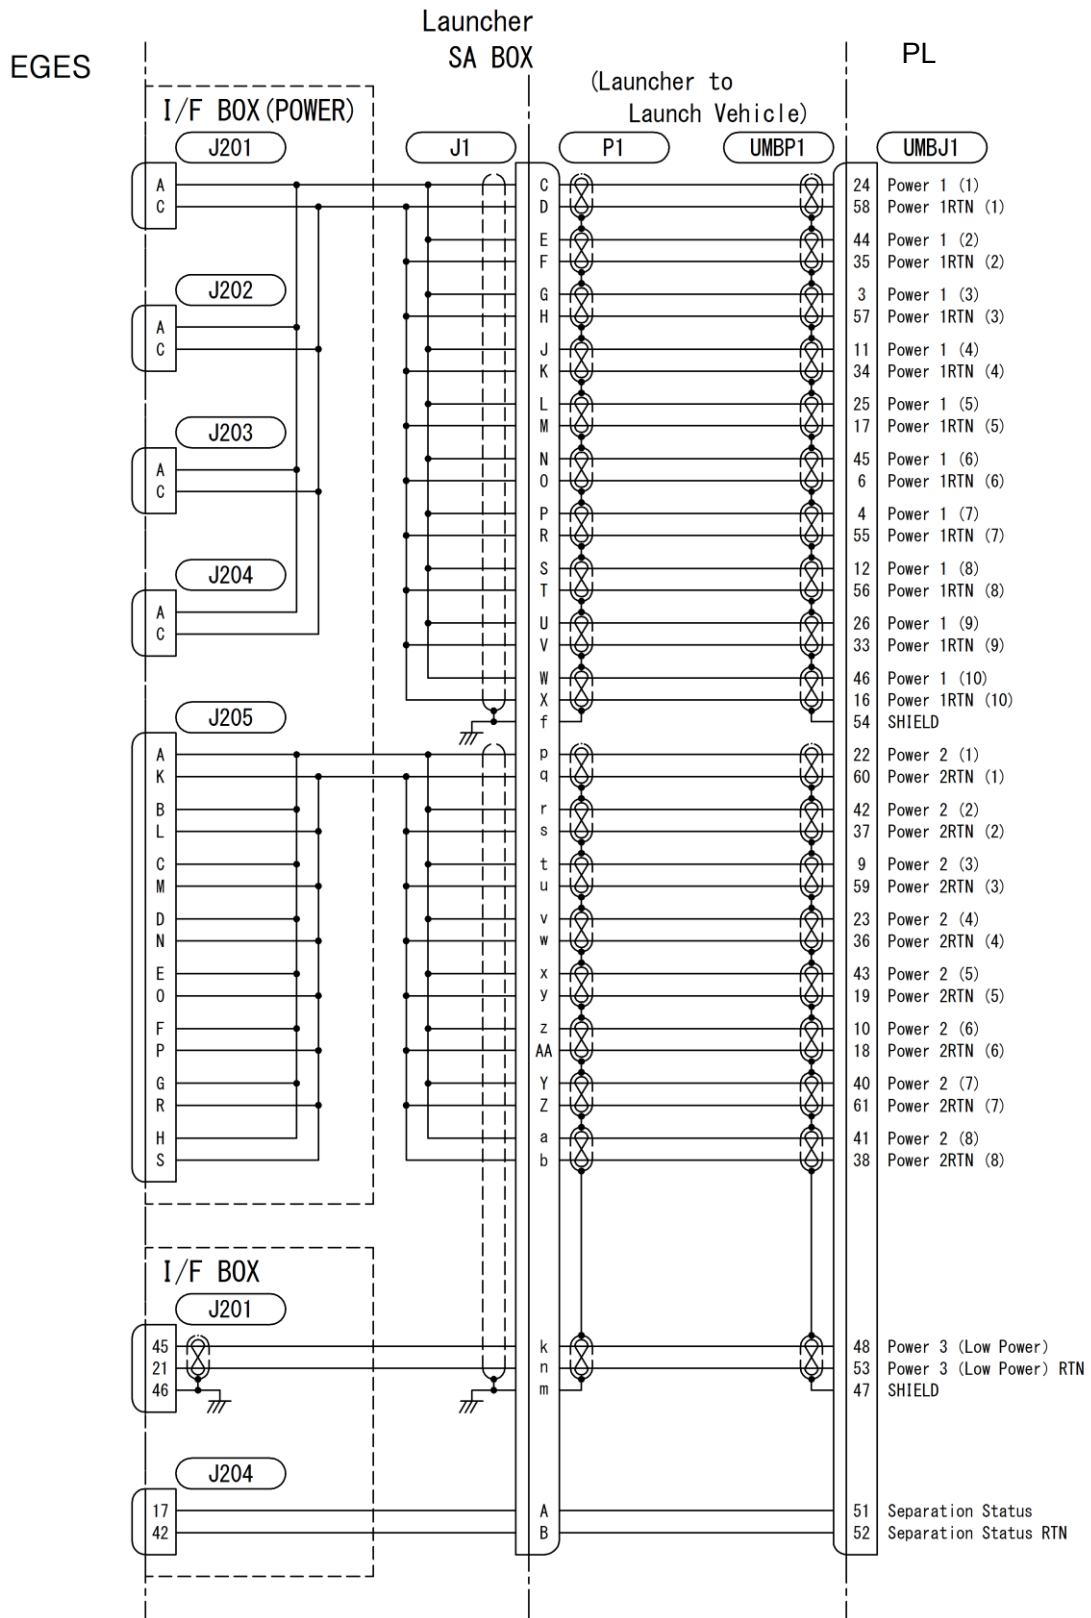 Launcher
SA BOX
EGES
PL
(Launcher to
Launch Vehicle)
I/F BOX(POWER)
J201
J1
P1
UMBP1
UMBJ1
A C 24 Power 1 (1)
C D 58 Power 1RTN (1)
E 44 Power 1 (2)
F 35 Power 1RTN (2)
J202
G 3 Power 1 (3)
A H 57 Power 1RTN (3)
C J 11 Power 1 (4)
K 34 Power 1RTN (4)
L 25 Power 1 (5)
J203
M 17 Power 1RTN (5)
A N 45 Power 1 (6)
C O 6 Power 1RTN (6)
P 4 Power 1 (7)
R 55 Power 1RTN (7)
J204
S 12 Power 1 (8)
T 56 Power 1RTN (8)
A U 26 Power 1 (9)
C V 33 Power 1RTN (9)
W 46 Power 1 (10)
X 16 Power 1RTN (10)
J205
f 54 SHIELD
A p 22 Power 2 (1)
K q 60 Power 2RTN (1)
B r 42 Power 2 (2)
L s 37 Power 2RTN (2)
C t 9 Power 2 (3)
M u 59 Power 2RTN (3)
D v 23 Power 2 (4)
N w 36 Power 2RTN (4)
E x 43 Power 2 (5)
O y 19 Power 2RTN (5)
F z 10 Power 2 (6)
P AA 18 Power 2RTN (6)
G Y 40 Power 2 (7)
R Z 61 Power 2RTN (7)
H a 41 Power 2 (8)
S b 38 Power 2RTN (8)
I/F BOX
J201
45 k 48 Power 3 (Low Power)
21 n 53 Power 3 (Low Power) RTN
46 m 47 SHIELD
J204
17 A 51 Separation Status
42 B 52 Separation Status RTN